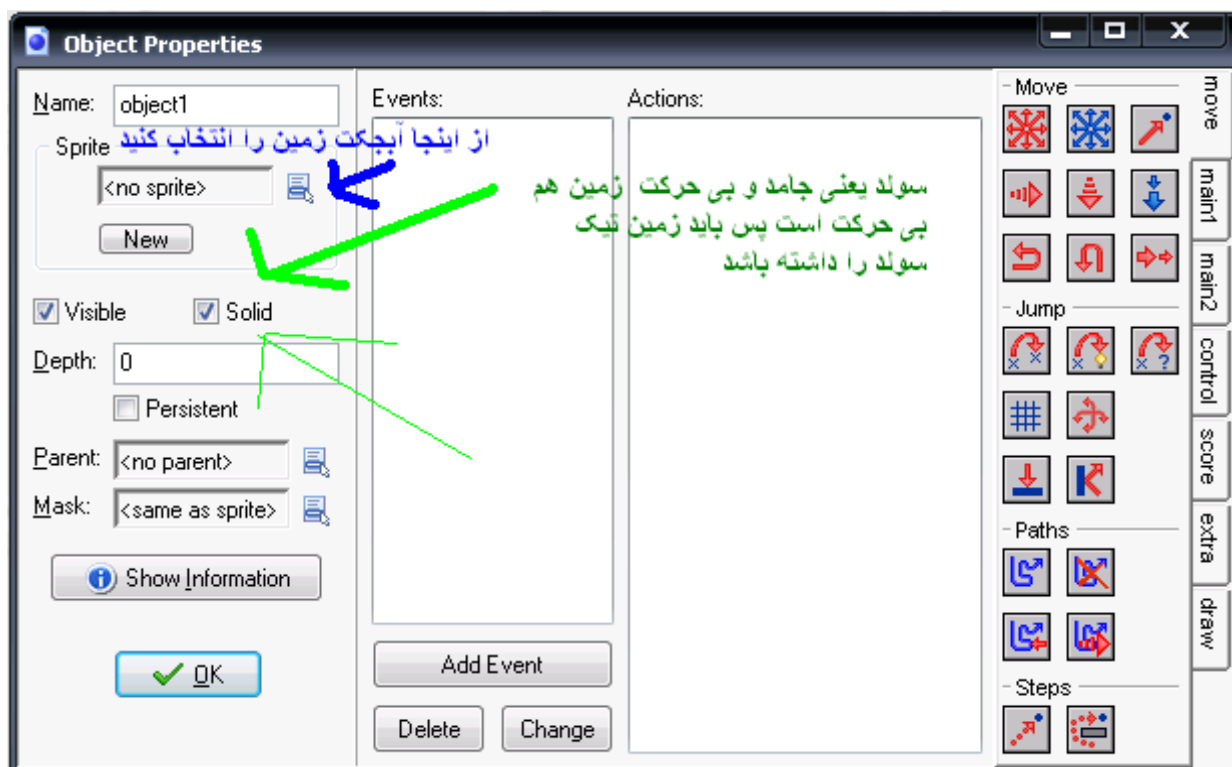 Object Properties
Name: object1
از اینجا آبجکت زمین را انتخاب کنید
Sprite
<no sprite>
New
Visible Solid
Depth: 0
Persistent
Parent: <no parent>
Mask: <same as sprite>
Show Information
OK
Events:
Add Event
Delete Change
Actions:
سولد یعنی جامد و بی حرکت زمین هم
بی حرکت است پس باید زمین تیک
سولد را داشته باشد
Move
Jump
Paths
Steps
move
main1
main2
control
score
extra
draw